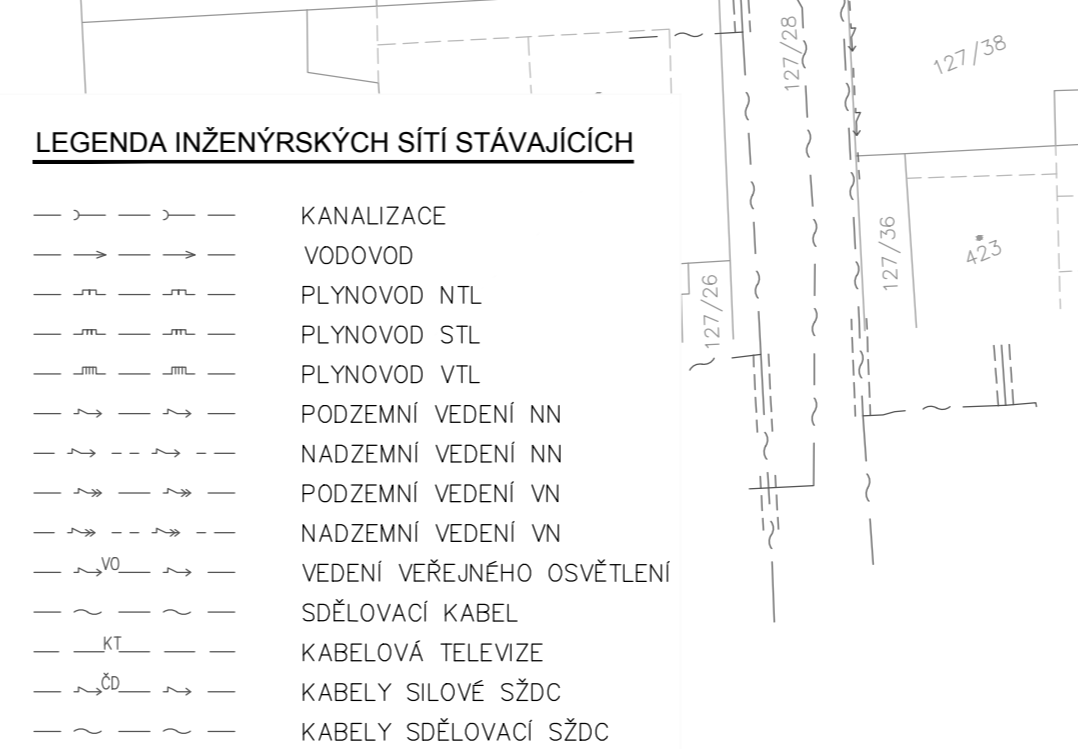 127/28
127/38
LEGENDA INŽENÝRSKÝCH SÍTÍ STÁVAJÍCÍCH
KANALIZACE
VODOVOD
127/36
423
PLYNOVOD NTL
127/26
PLYNOVOD STL
PLYNOVOD VTL
PODZEMNÍ VEDENÍ NN
NADZEMNÍ VEDENÍ NN
PODZEMNÍ VEDENÍ VN
NADZEMNÍ VEDENÍ VN
VO VEDENÍ VEŘEJNÉHO OSVĚTLENÍ
SDĚLOVACÍ KABEL
KT KABELOVÁ TELEVIZE
ČD KABELY SILOVÉ SŽDC
KABELY SDĚLOVACÍ SŽDC